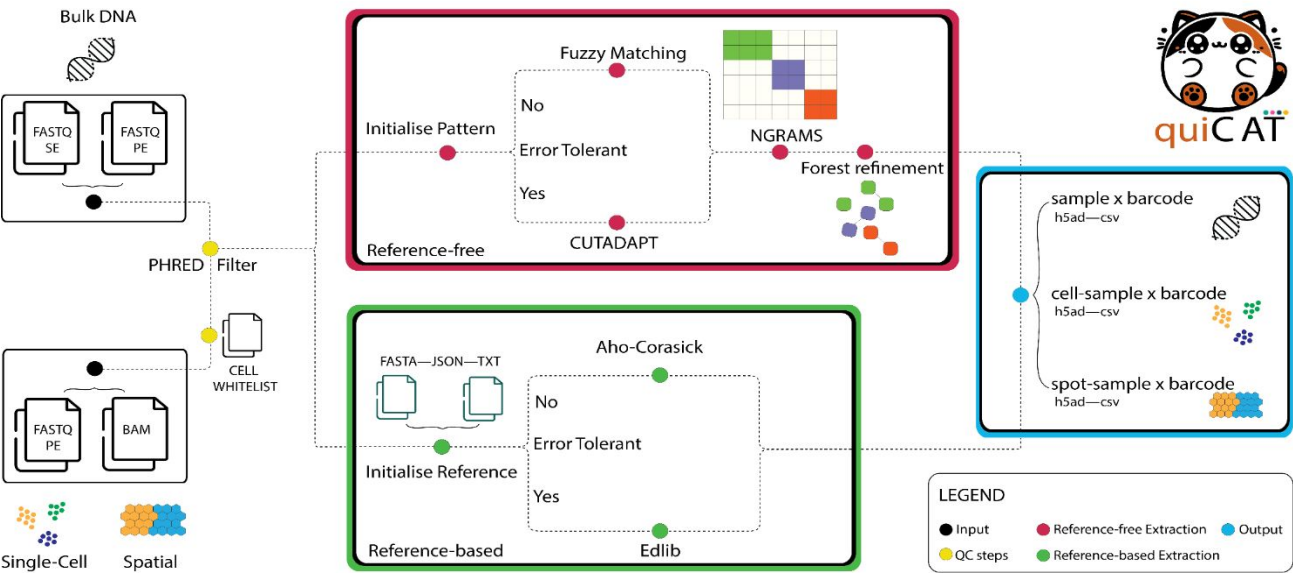 Bulk DNA
FASTQ
SE
FASTQ
PE
PHRED Filter
CELL
WHITELIST
FASTQ
PE
BAM
Single-Cell
Spatial
Initialise Pattern
Fuzzy Matching
No
Error Tolerant
Yes
CUTADAPT
NGRAMS
Forest refinement
Reference-free
FASTA—JSON—TXT
Initialise Reference
Aho-Corasick
No
Error Tolerant
Yes
Edlib
Reference-based
quiCAT
sample x barcode
h5ad—csv
cell-sample x barcode
h5ad—csv
spot-sample x barcode
h5ad—csv
LEGEND
Input
Reference-free Extraction
Output
QC steps
Reference-based Extraction